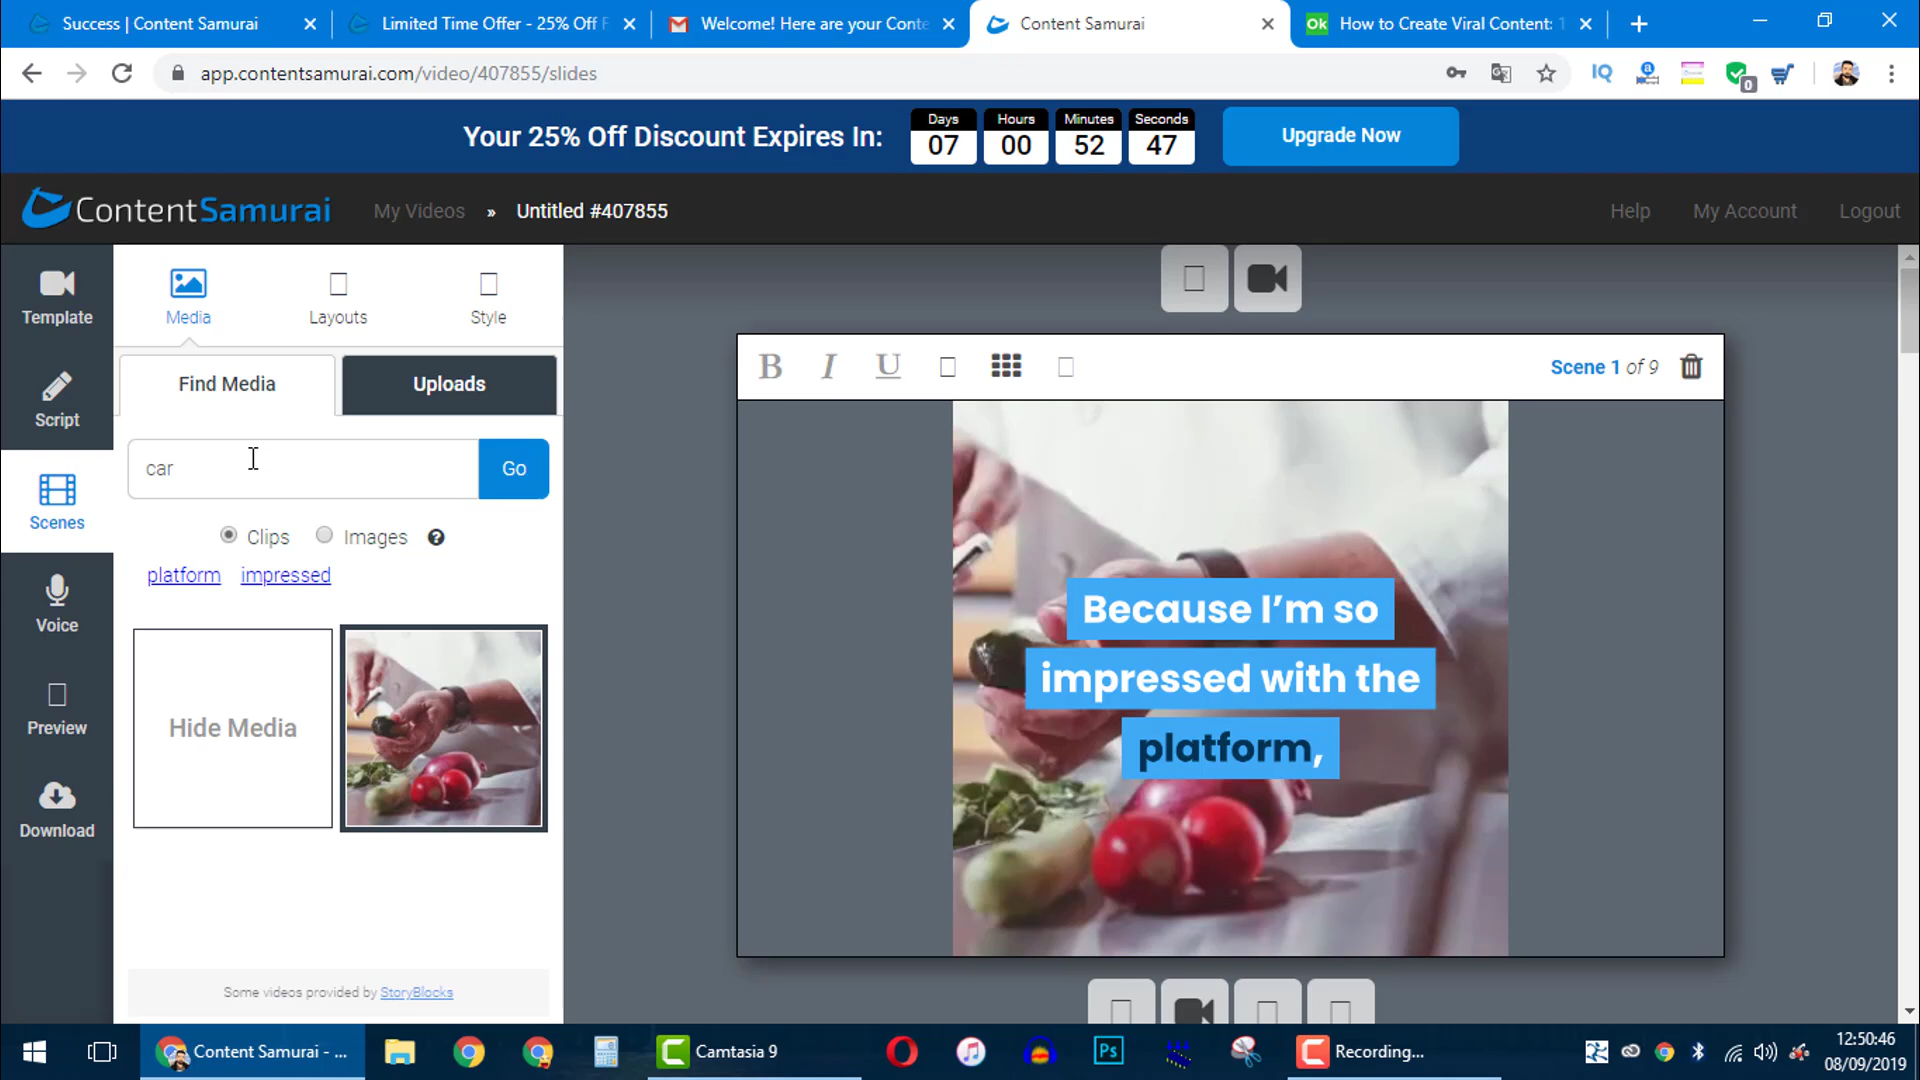 Success | Content Samurai
Limited Time Offer - 25% Off F
Welcome! Here are your Conte
Content Samurai
Ok
How to Create Viral Content: 1
app.contentsamurai.com/video/407855/slides
IQ
a
0
Your 25% Off Discount Expires In:
Days Hours Minutes Seconds
07 00 52 47
Upgrade Now
ContentSamurai
My Videos » Untitled #407855
Help My Account Logout
Template
Script
Scenes
Voice
Preview
Download
Media Layouts Style
Find Media Uploads
car
Go
Clips Images ?
platform impressed
Hide Media
Some videos provided by StoryBlocks
B I U
Scene 1 of 9
Because I’m so
impressed with the
platform,
Content Samurai - ...
Camtasia 9
Ps
Recording...
12:50:46
08/09/2019